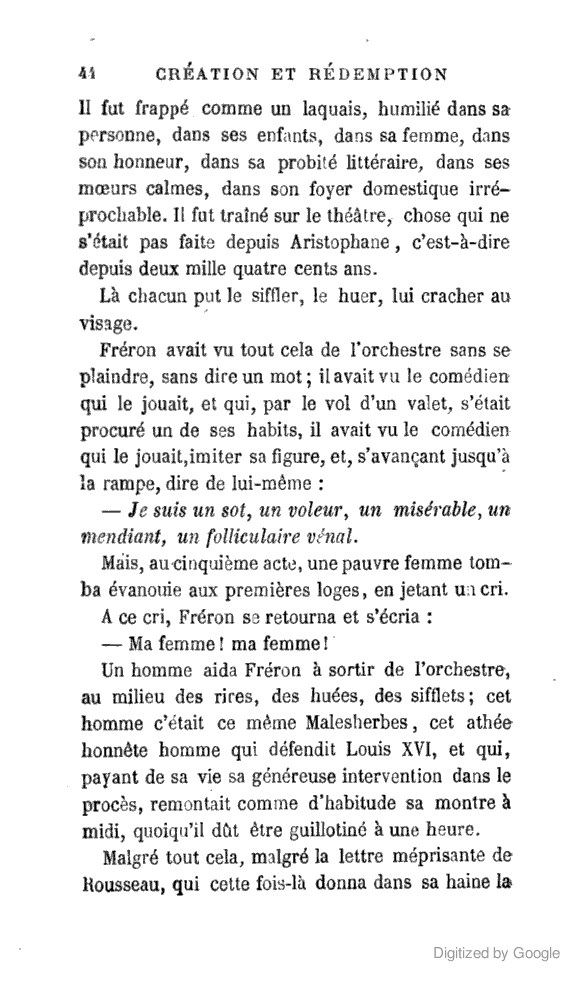 44 CRÉATION ET RÉDEMPTION
Il fut frappé comme un laquais, humilié dans sa
personne, dans ses enfants, dans sa femme, dans
son honneur, dans sa probité littéraire, dans ses
mœurs calmes, dans son foyer domestique irré-
prochable. Il fut traîné sur le théâtre, chose qui ne
s'était pas faite depuis Aristophane, c'est-à-dire
depuis deux mille quatre cents ans.
Là chacun put le siffler, le huer, lui cracher au
visage.
Fréron avait vu tout cela de l'orchestre sans se
plaindre, sans dire un mot; il avait vu le comédien
qui le jouait, et qui, par le vol d'un valet, s'était
procuré un de ses habits, il avait vu le comédien
qui le jouait, imiter sa figure, et, s'avançant jusqu'à
la rampe, dire de lui-même :
— Je suis un sot, un voleur, un misérable, un
mendiant, un folliculaire vénal.
Mais, au cinquième acte, une pauvre femme tom-
ba évanouie aux premières loges, en jetant un cri.
A ce cri, Fréron se retourna et s'écria :
— Ma femme! ma femme!
Un homme aida Fréron à sortir de l'orchestre,
au milieu des rires, des huées, des sifflets; cet
homme c'était ce même Malesherbes, cet athée
honnête homme qui défendit Louis XVI, et qui,
payant de sa vie sa généreuse intervention dans le
procès, remontait comme d'habitude sa montre à
midi, quoiqu'il dût être guillotiné à une heure.
Malgré tout cela, malgré la lettre méprisante de
Rousseau, qui cette fois-là donna dans sa haine la
Digitized by Google